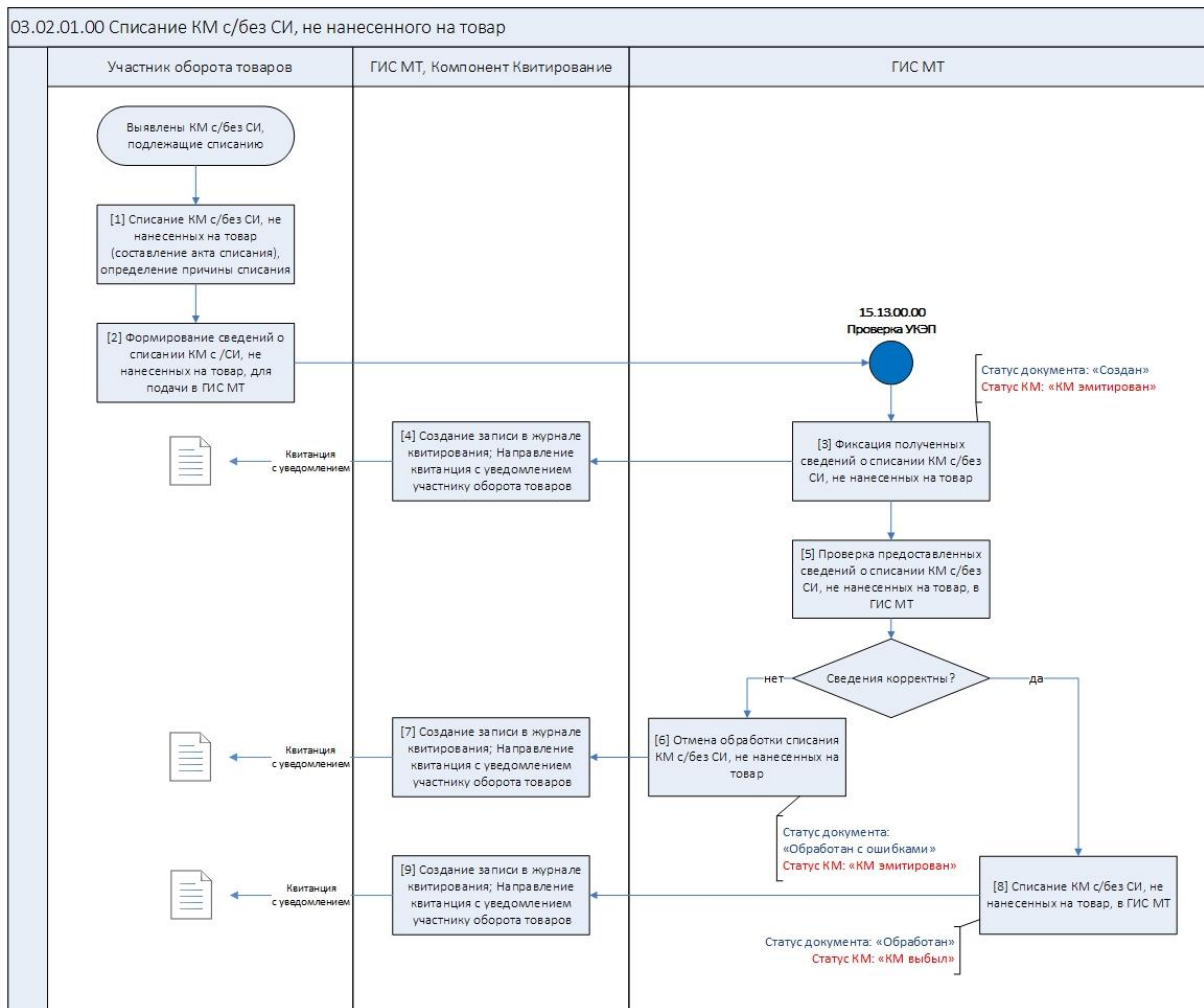 03.02.01.00 Списание КМ с/без СИ, не нанесенного на товар
Участник оборота товаров
ГИС МТ, Компонент Квитирование
ГИС МТ
Выявлены КМ с/без СИ,
подлежащие списанию
[1] Списание КМ с/без СИ, не
нанесенных на товар
(составление акта списания),
определение причины списания
[2] Формирование сведений о
списании КМ с /СИ, не
нанесенных на товар, для
подачи в ГИС МТ
15.13.00.00
Проверка УКЭП
Статус документа: «Создан»
Статус КМ: «КМ эмитирован»
[3] Фиксация полученных
сведений о списании КМ с/без
СИ, не нанесенных на товар
[4] Создание записи в журнале
квитирования; Направление
квитанция с уведомлением
участнику оборота товаров
Квитанция
с уведомлением
[5] Проверка предоставленных
сведений о списании КМ с/без
СИ, не нанесенных на товар, в
ГИС МТ
Сведения корректны?
нет
да
[6] Отмена обработки списания
КМ с/без СИ, не нанесенных на
товар
[7] Создание записи в журнале
квитирования; Направление
квитанция с уведомлением
участнику оборота товаров
Квитанция
с уведомлением
Статус документа:
«Обработан с ошибками»
Статус КМ: «КМ эмитирован»
[8] Списание КМ с/без СИ, не
нанесенных на товар, в ГИС МТ
[9] Создание записи в журнале
квитирования; Направление
квитанция с уведомлением
участнику оборота товаров
Квитанция
с уведомлением
Статус документа: «Обработан»
Статус КМ: «КМ выбыл»